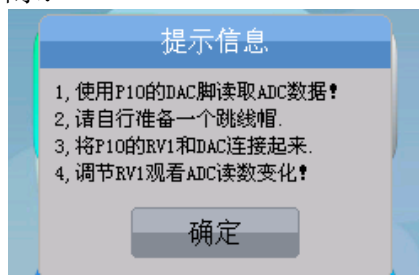 提示信息
1,使用P10的DAC脚读取ADC数据!
2,请自行准备一个跳线帽.
3,将P10的RV1和DAC连接起来.
4,调节RV1观看ADC读数变化!
确定